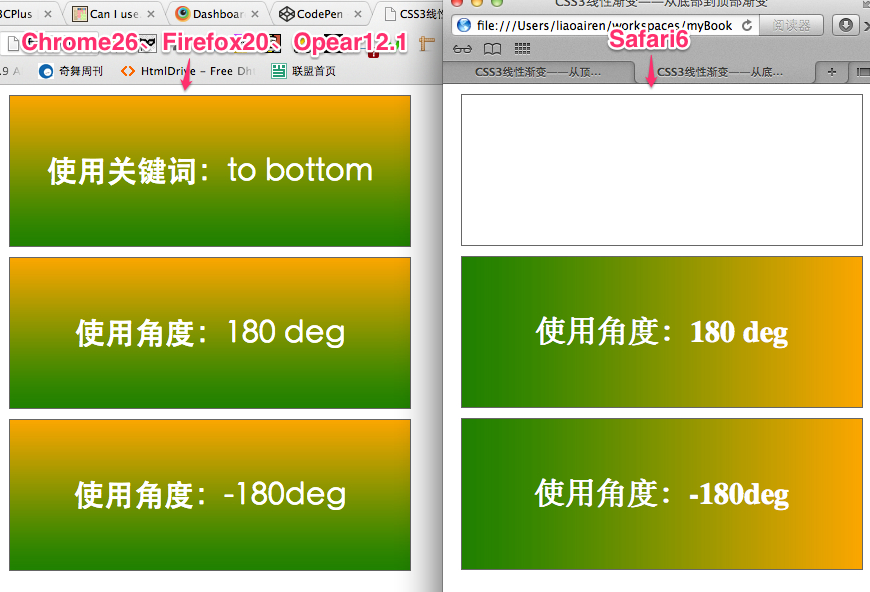 3CPlus
Can I use
Dashboar
CodePen
CSS3线
Chrome26、Firefox20、Opear12.1
.9 A
奇舞周刊
HtmlDrive - Free Dh
联盟首页
使用关键词：to bottom
使用角度：180 deg
使用角度：-180deg
CSS3线性渐变——从底部到顶部渐变
file:///Users/liaoairen/workspaces/myBook
阅读器
Safari6
CSS3线性渐变——从顶...
CSS3线性渐变——从底...
使用角度：180 deg
使用角度：-180deg